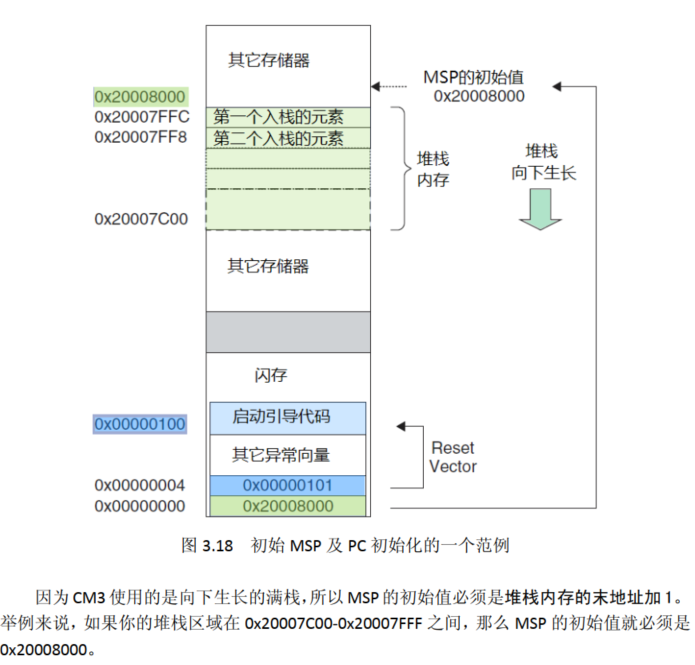 其它存储器
MSP的初始值
0x20008000
0x20008000
0x20007FFC
第一个入栈的元素
0x20007FF8
第二个入栈的元素
堆栈
内存
堆栈
向下生长
0x20007C00
其它存储器
闪存
0x00000100
启动引导代码
其它异常向量
Reset
Vector
0x00000004
0x00000101
0x00000000
0x20008000
图 3.18 初始 MSP 及 PC 初始化的一个范例
因为 CM3 使用的是向下生长的满栈,所以 MSP 的初始值必须是堆栈内存的末地址加 1。
举例来说,如果你的堆栈区域在 0x20007C00-0x20007FFF 之间,那么 MSP 的初始值就必须是
0x20008000。